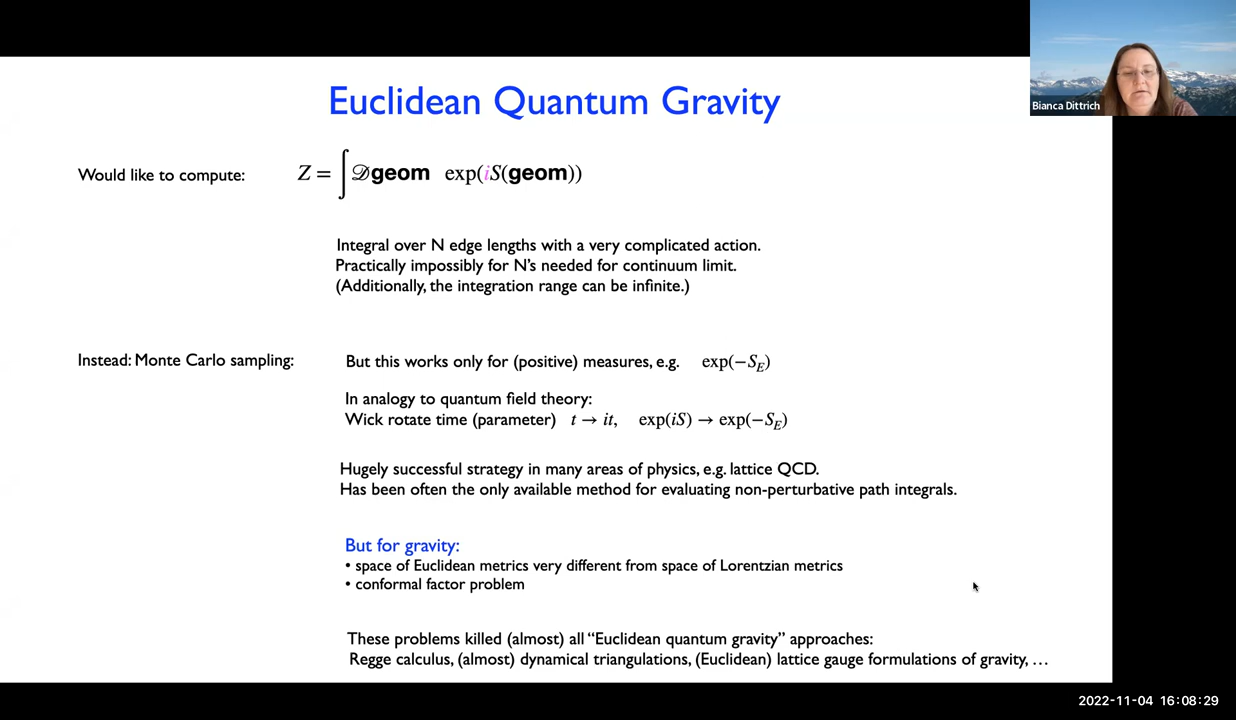 Euclidean Quantum Gravity
Bianca Dittrich
Would like to compute: Z = ∫ 𝒟geom exp(iS(geom))
Integral over N edge lengths with a very complicated action.
Practically impossibly for N's needed for continuum limit.
(Additionally, the integration range can be infinite.)
Instead: Monte Carlo sampling: But this works only for (positive) measures, e.g. exp(−S_E)
In analogy to quantum field theory:
Wick rotate time (parameter) t → it, exp(iS) → exp(−S_E)
Hugely successful strategy in many areas of physics, e.g. lattice QCD.
Has been often the only available method for evaluating non-perturbative path integrals.
But for gravity:
• space of Euclidean metrics very different from space of Lorentzian metrics
• conformal factor problem
These problems killed (almost) all “Euclidean quantum gravity” approaches:
Regge calculus, (almost) dynamical triangulations, (Euclidean) lattice gauge formulations of gravity, …
2022-11-04 16:08:29